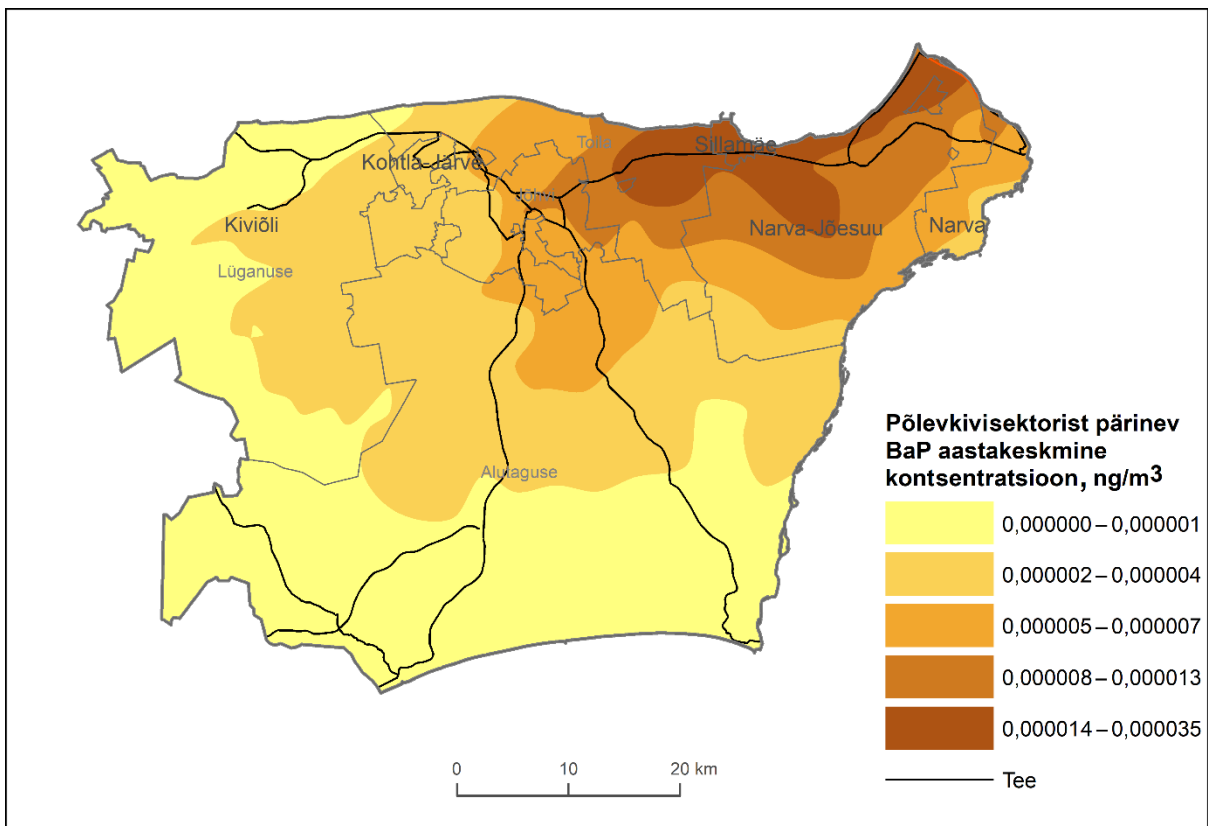 Toila
Sillamäe
Kohtla-Järve
Jõhvi
Kiviõli
Narva-Jõesuu
Narva
Lüganuse
Alutaguse
Põlevkivisektorist pärinev
BaP aastakeskmine
kontsentratsioon, ng/m³
0,000000 – 0,000001
0,000002 – 0,000004
0,000005 – 0,000007
0,000008 – 0,000013
0,000014 – 0,000035
Tee
0 10 20 km